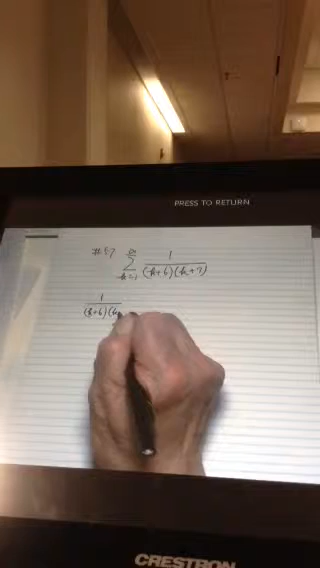 PRESS TO RETURN
#57 ∞
∑ 1/((k+6)(k+7))
k=1
1/((k+6)(k
CRESTRON